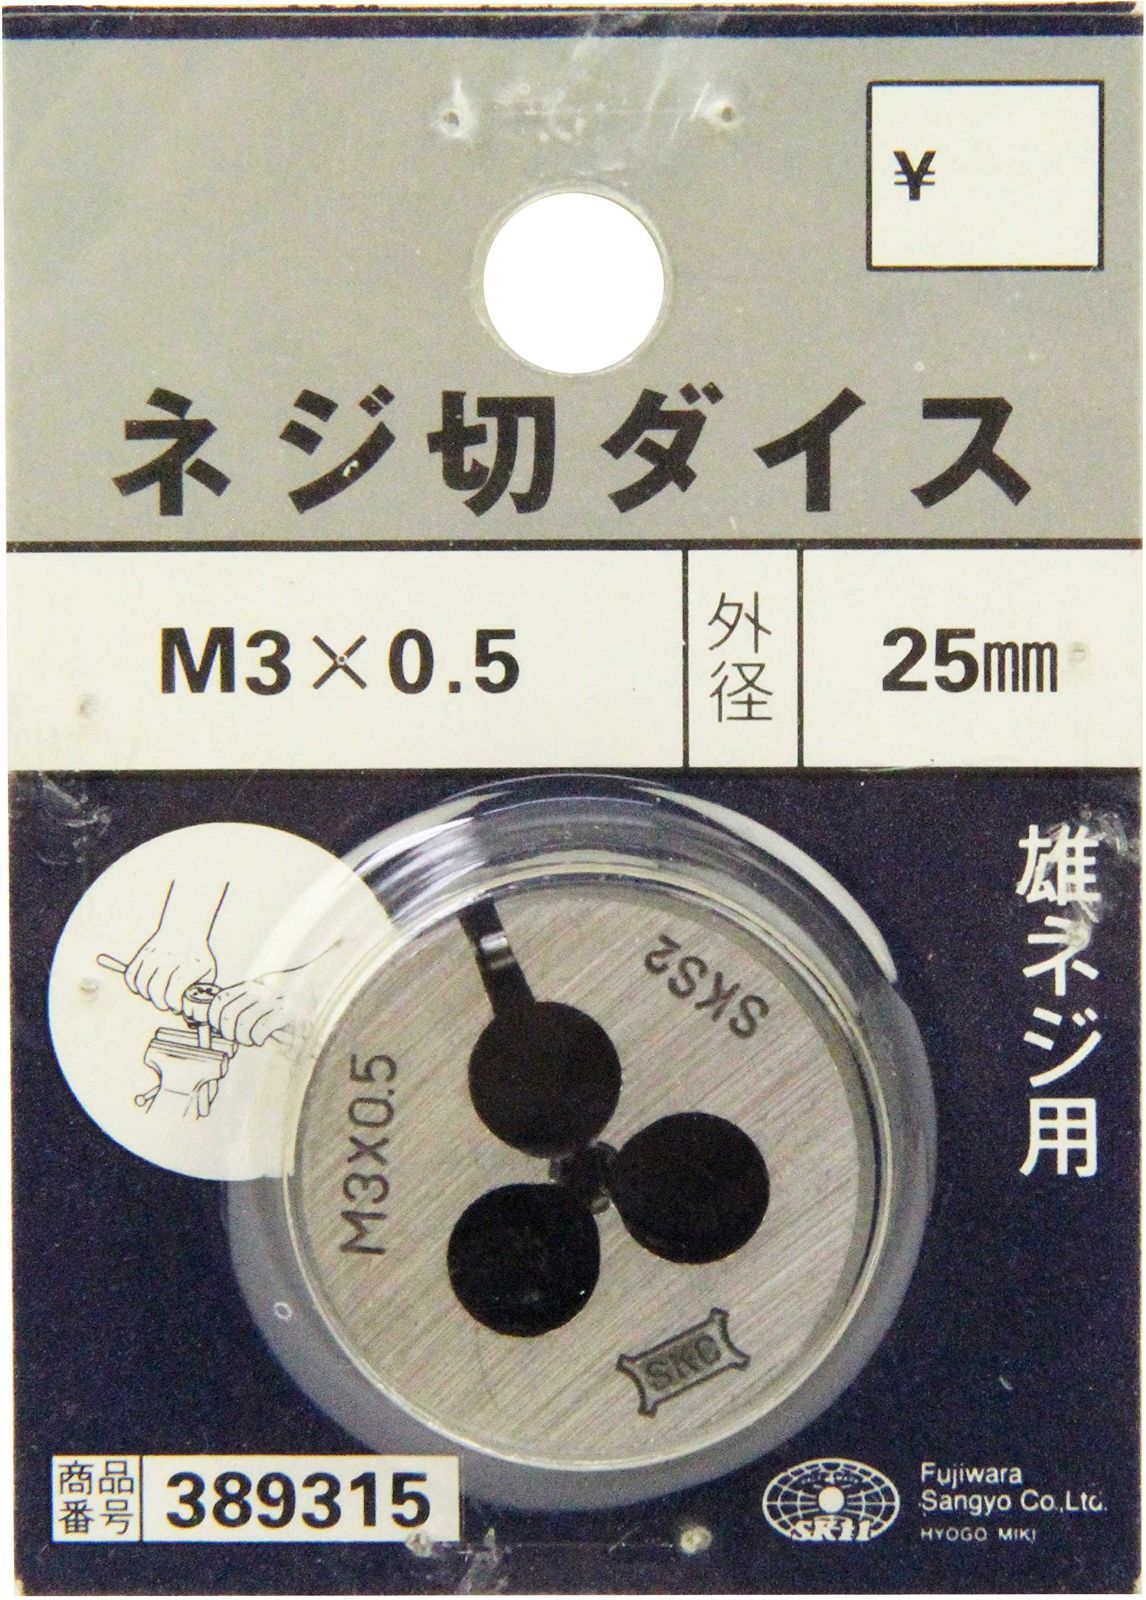 ¥
ネジ切ダイス
M3×0.5
外径
25mm
雄ネジ用
SKS2
M3X0.5
SKC
商品番号
389315
SK11
Fujiwara
Sangyo Co.,Ltd.
HYOGO MIKI